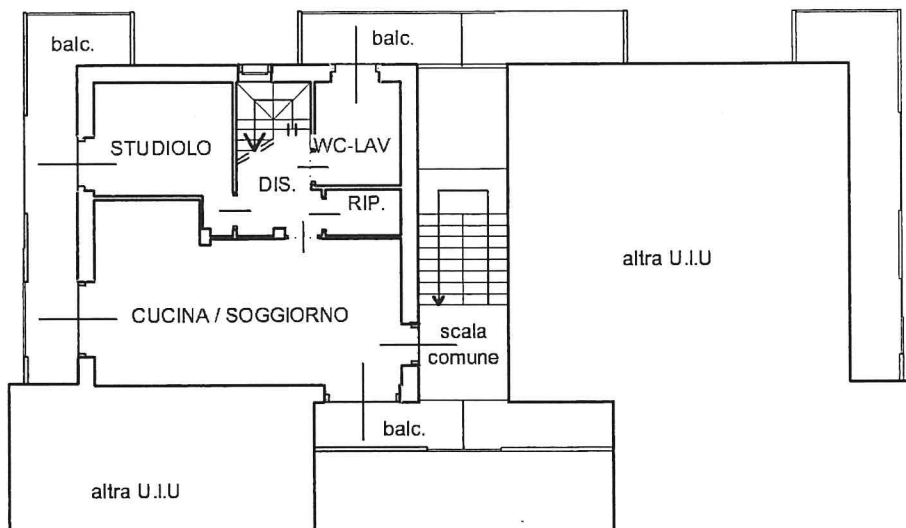 balc.
balc.
STUDIOLO
WC-LAV
DIS.
RIP.
altra U.I.U
CUCINA / SOGGIORNO
scala
comune
balc.
altra U.I.U